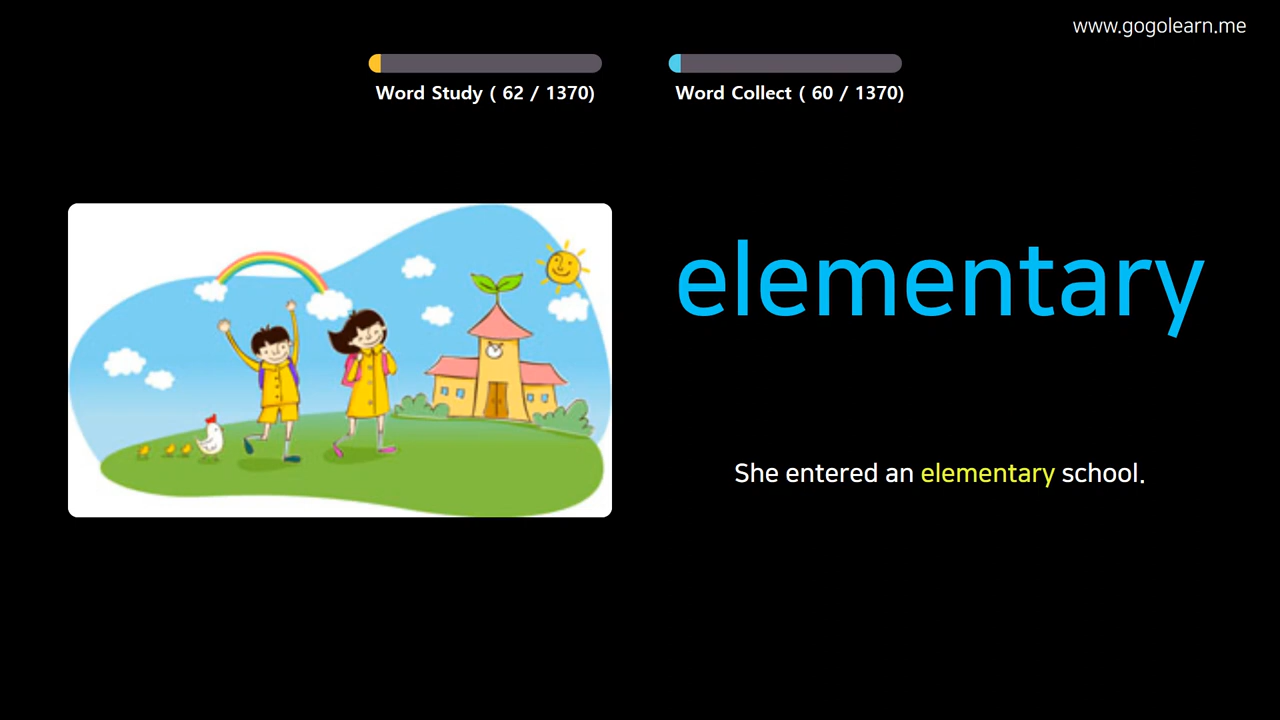 www.gogolearn.me
Word Study ( 62 / 1370)
Word Collect ( 60 / 1370)
elementary
She entered an elementary school.